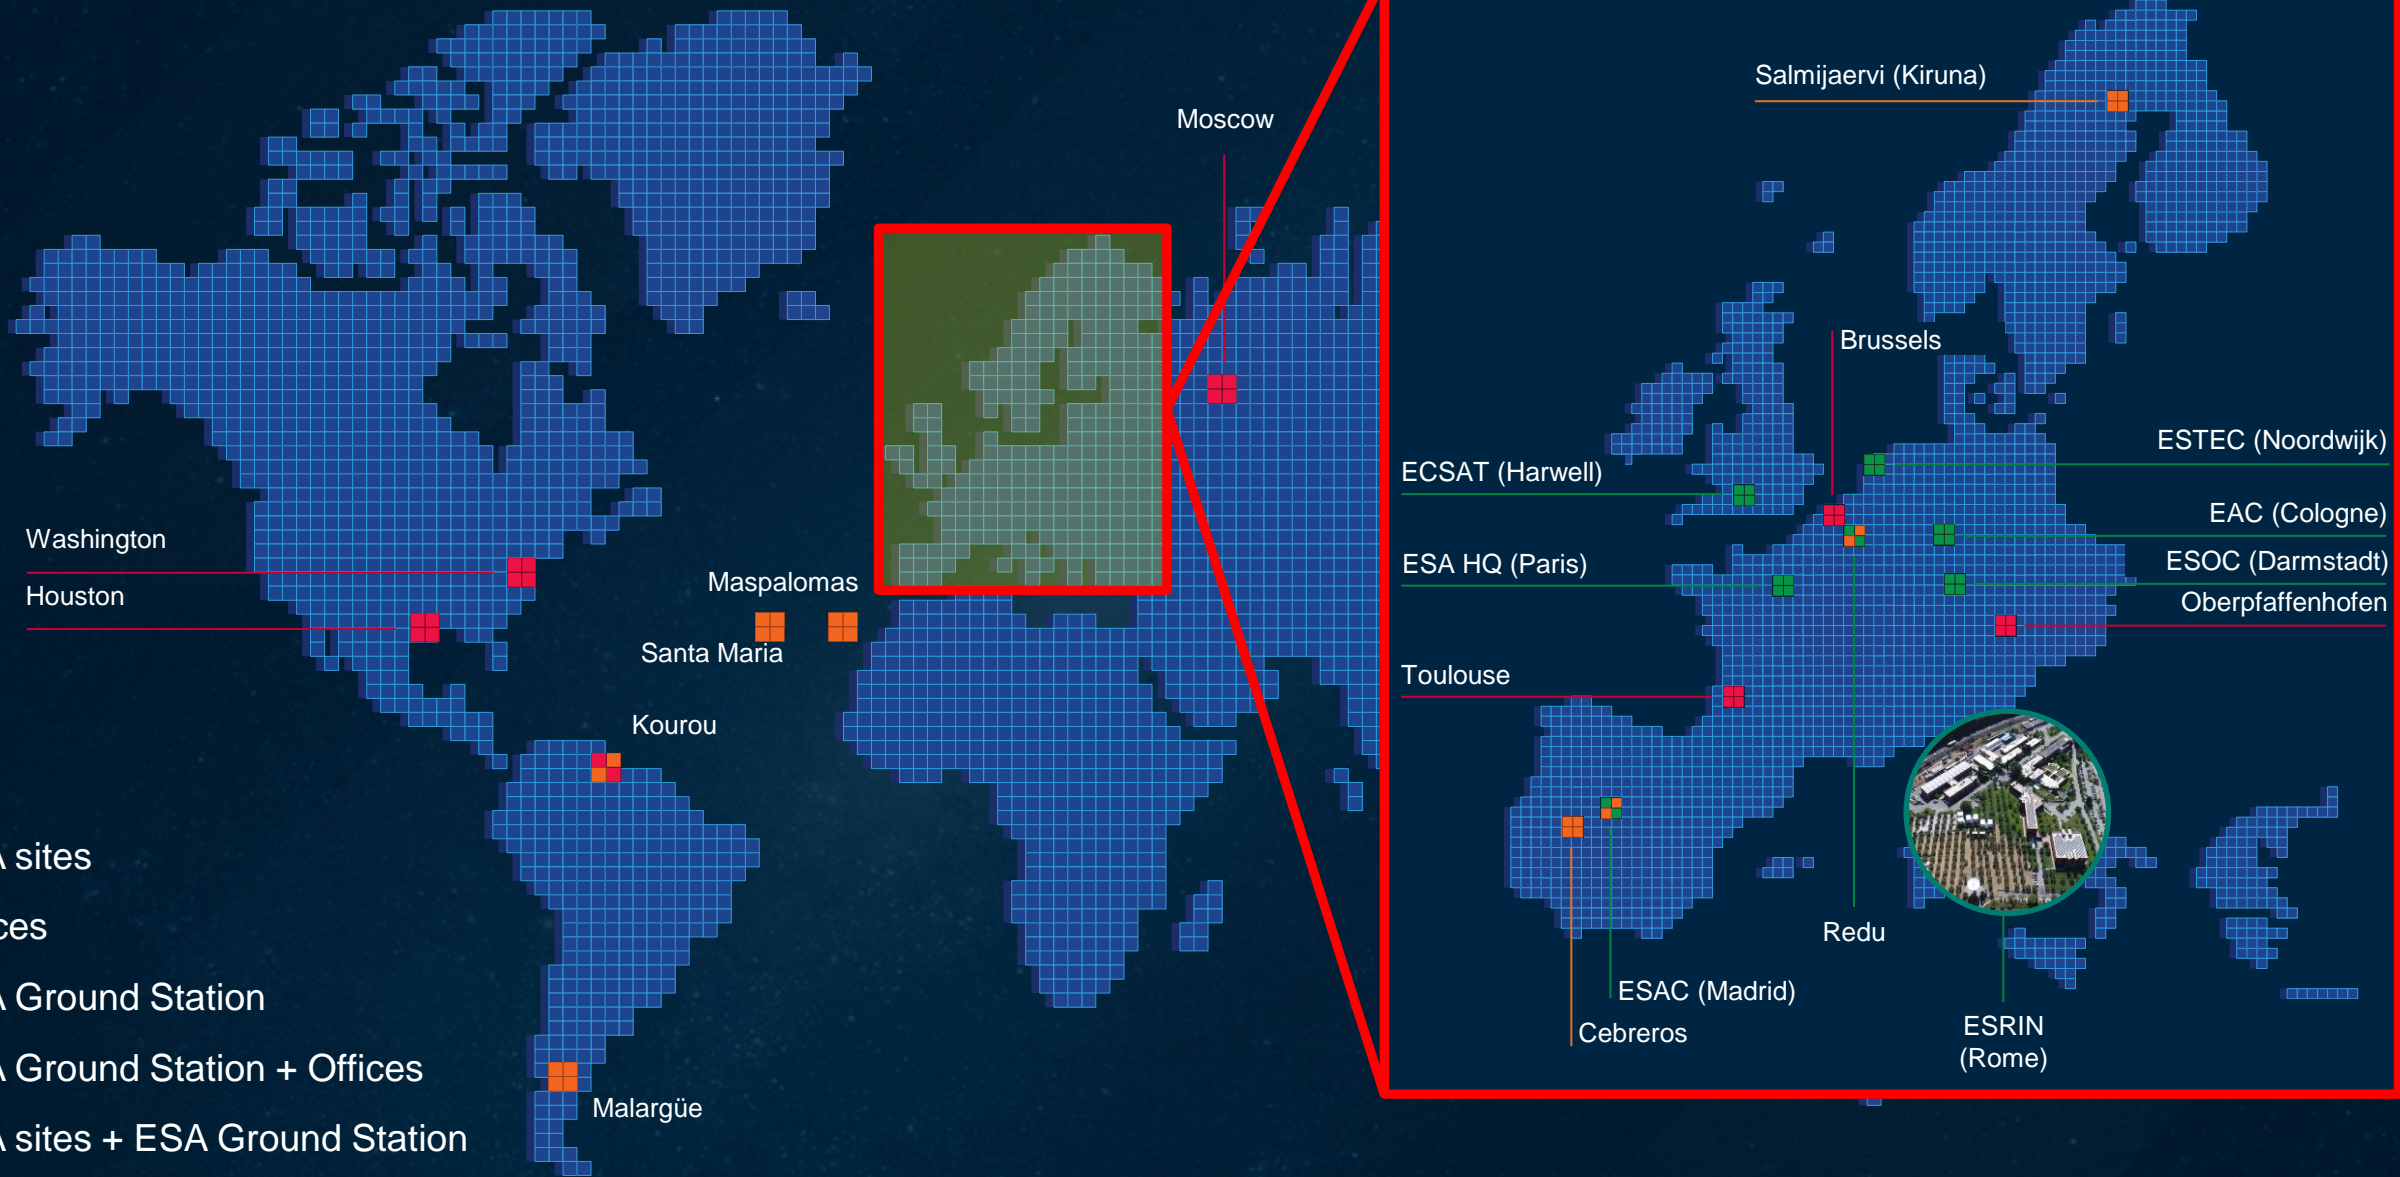 Moscow
Washington
Houston
Maspalomas
Santa Maria
Kourou
Malargüe
A sites
ces
A Ground Station
A Ground Station + Offices
A sites + ESA Ground Station
Salmijaervi (Kiruna)
Brussels
ESTEC (Noordwijk)
ECSAT (Harwell)
EAC (Cologne)
ESA HQ (Paris)
ESOC (Darmstadt)
Oberpfaffenhofen
Toulouse
Redu
ESAC (Madrid)
Cebreros
ESRIN
(Rome)